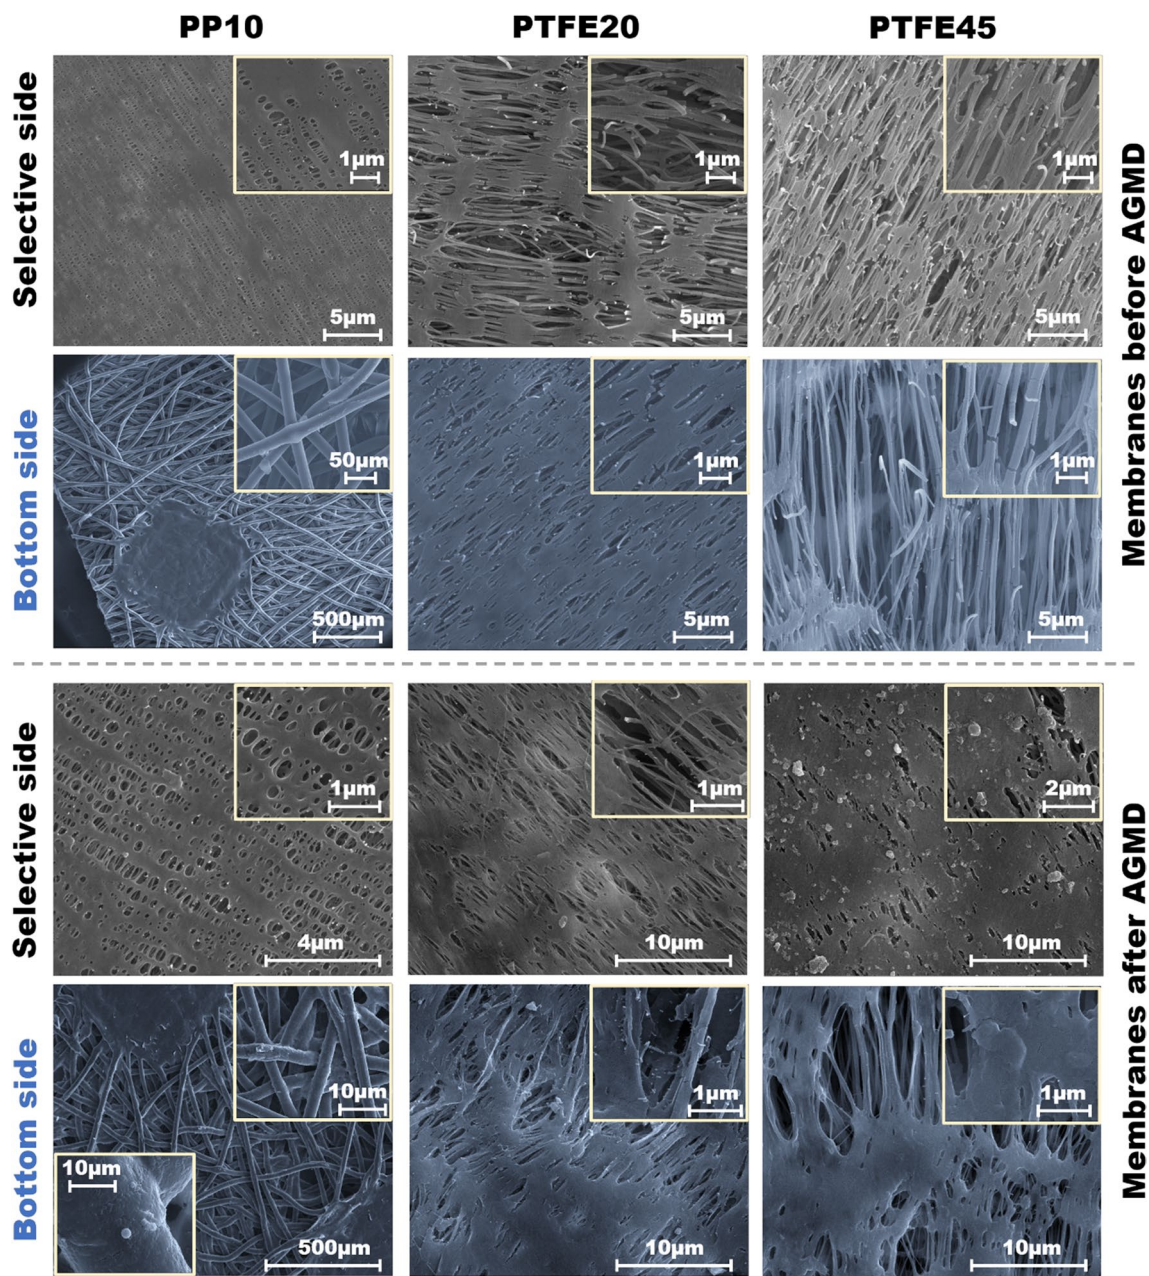 PP10
PTFE20
PTFE45
Selective side
1µm
5µm
1µm
5µm
1µm
5µm
Membranes before AGMD
Bottom side
50µm
500µm
1µm
5µm
1µm
5µm
Selective side
1µm
4µm
1µm
10µm
2µm
10µm
Membranes after AGMD
Bottom side
10µm
10µm
500µm
1µm
10µm
1µm
10µm